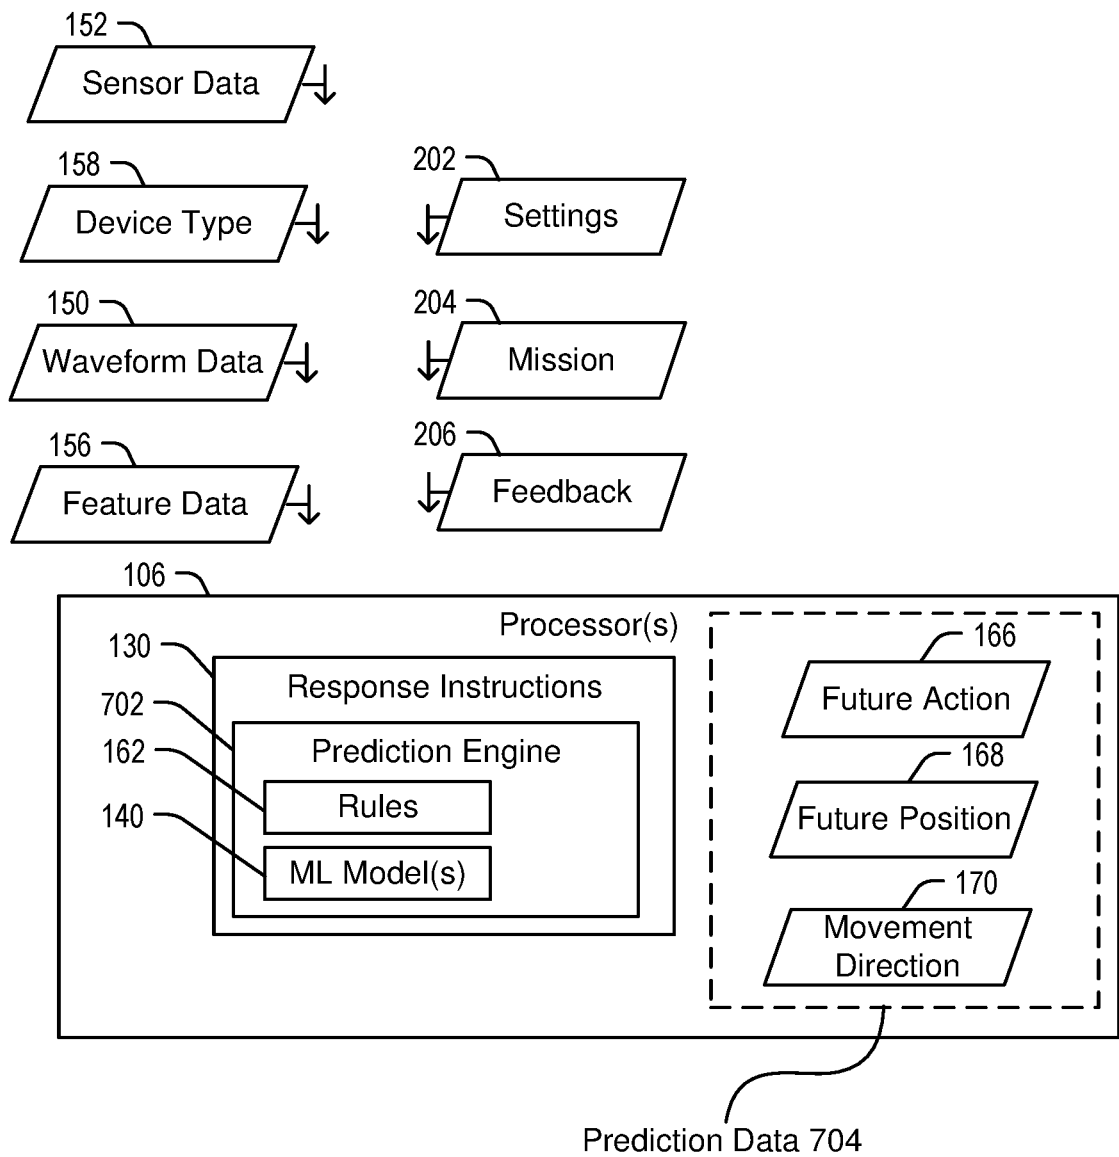 152
Sensor Data
158
Device Type
202
Settings
150
Waveform Data
204
Mission
156
Feature Data
206
Feedback
106
Processor(s)
130
Response Instructions
702
Prediction Engine
162
Rules
140
ML Model(s)
166
Future Action
168
Future Position
170
Movement
Direction
Prediction Data 704